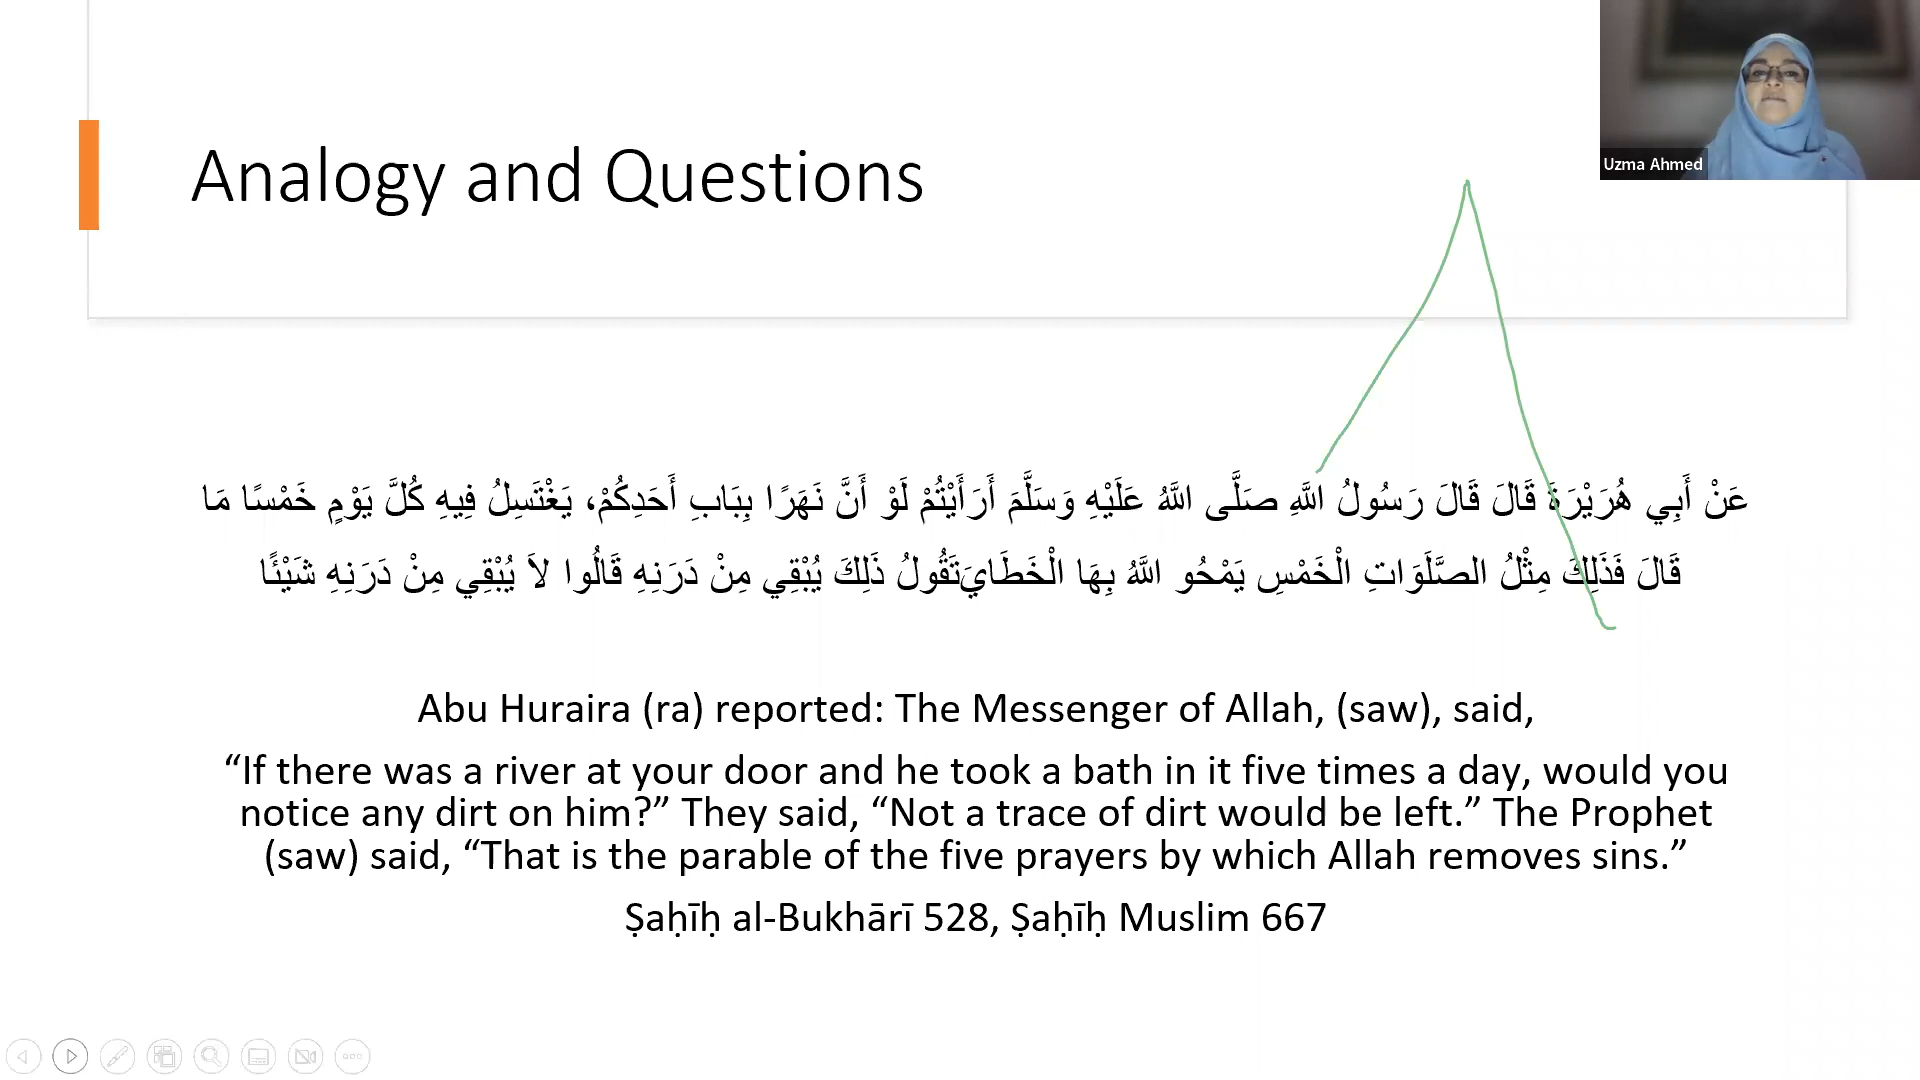 Analogy and Questions
Uzma Ahmed
عَنْ أَبِي هُرَيْرَةَ قَالَ قَالَ رَسُولُ اللَّهِ صَلَّى اللَّهُ عَلَيْهِ وَسَلَّمَ أَرَأَيْتُمْ لَوْ أَنَّ نَهَرًا بِبَابِ أَحَدِكُمْ، يَغْتَسِلُ فِيهِ كُلَّ يَوْمٍ خَمْسًا مَا
قَالَ فَذَلِكَ مِثْلُ الصَّلَوَاتِ الْخَمْسِ يَمْحُو اللَّهُ بِهَا الْخَطَايَتَقُولُ ذَلِكَ يُبْقِي مِنْ دَرَنِهِ قَالُوا لاَ يُبْقِي مِنْ دَرَنِهِ شَيْئًا
Abu Huraira (ra) reported: The Messenger of Allah, (saw), said,
“If there was a river at your door and he took a bath in it five times a day, would you
notice any dirt on him?” They said, “Not a trace of dirt would be left.” The Prophet
(saw) said, “That is the parable of the five prayers by which Allah removes sins.”
Ṣaḥīḥ al-Bukhārī 528, Ṣaḥīḥ Muslim 667